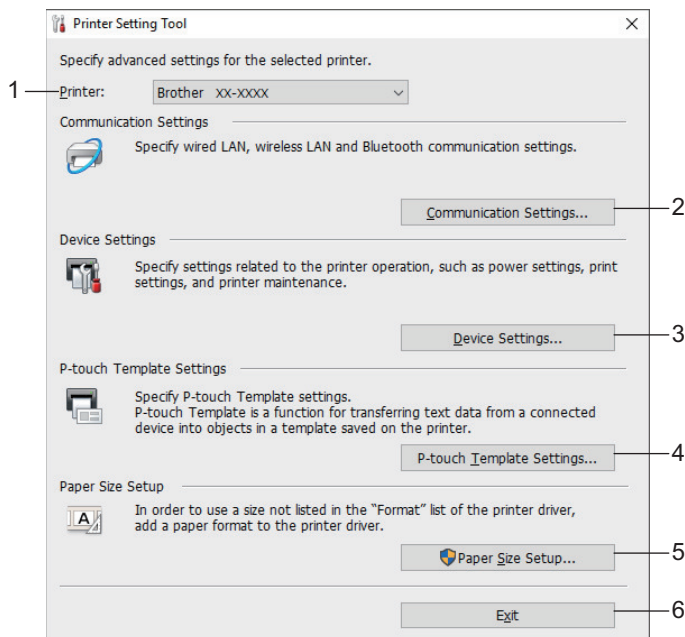 Printer Setting Tool
Specify advanced settings for the selected printer.
1 Printer: Brother XX-XXXX
Communication Settings
Specify wired LAN, wireless LAN and Bluetooth communication settings.
Communication Settings... 2
Device Settings
Specify settings related to the printer operation, such as power settings, print
settings, and printer maintenance.
Device Settings... 3
P-touch Template Settings
Specify P-touch Template settings.
P-touch Template is a function for transferring text data from a connected
device into objects in a template saved on the printer.
P-touch Template Settings... 4
Paper Size Setup
A
In order to use a size not listed in the “Format” list of the printer driver,
add a paper format to the printer driver.
Paper Size Setup... 5
Exit 6